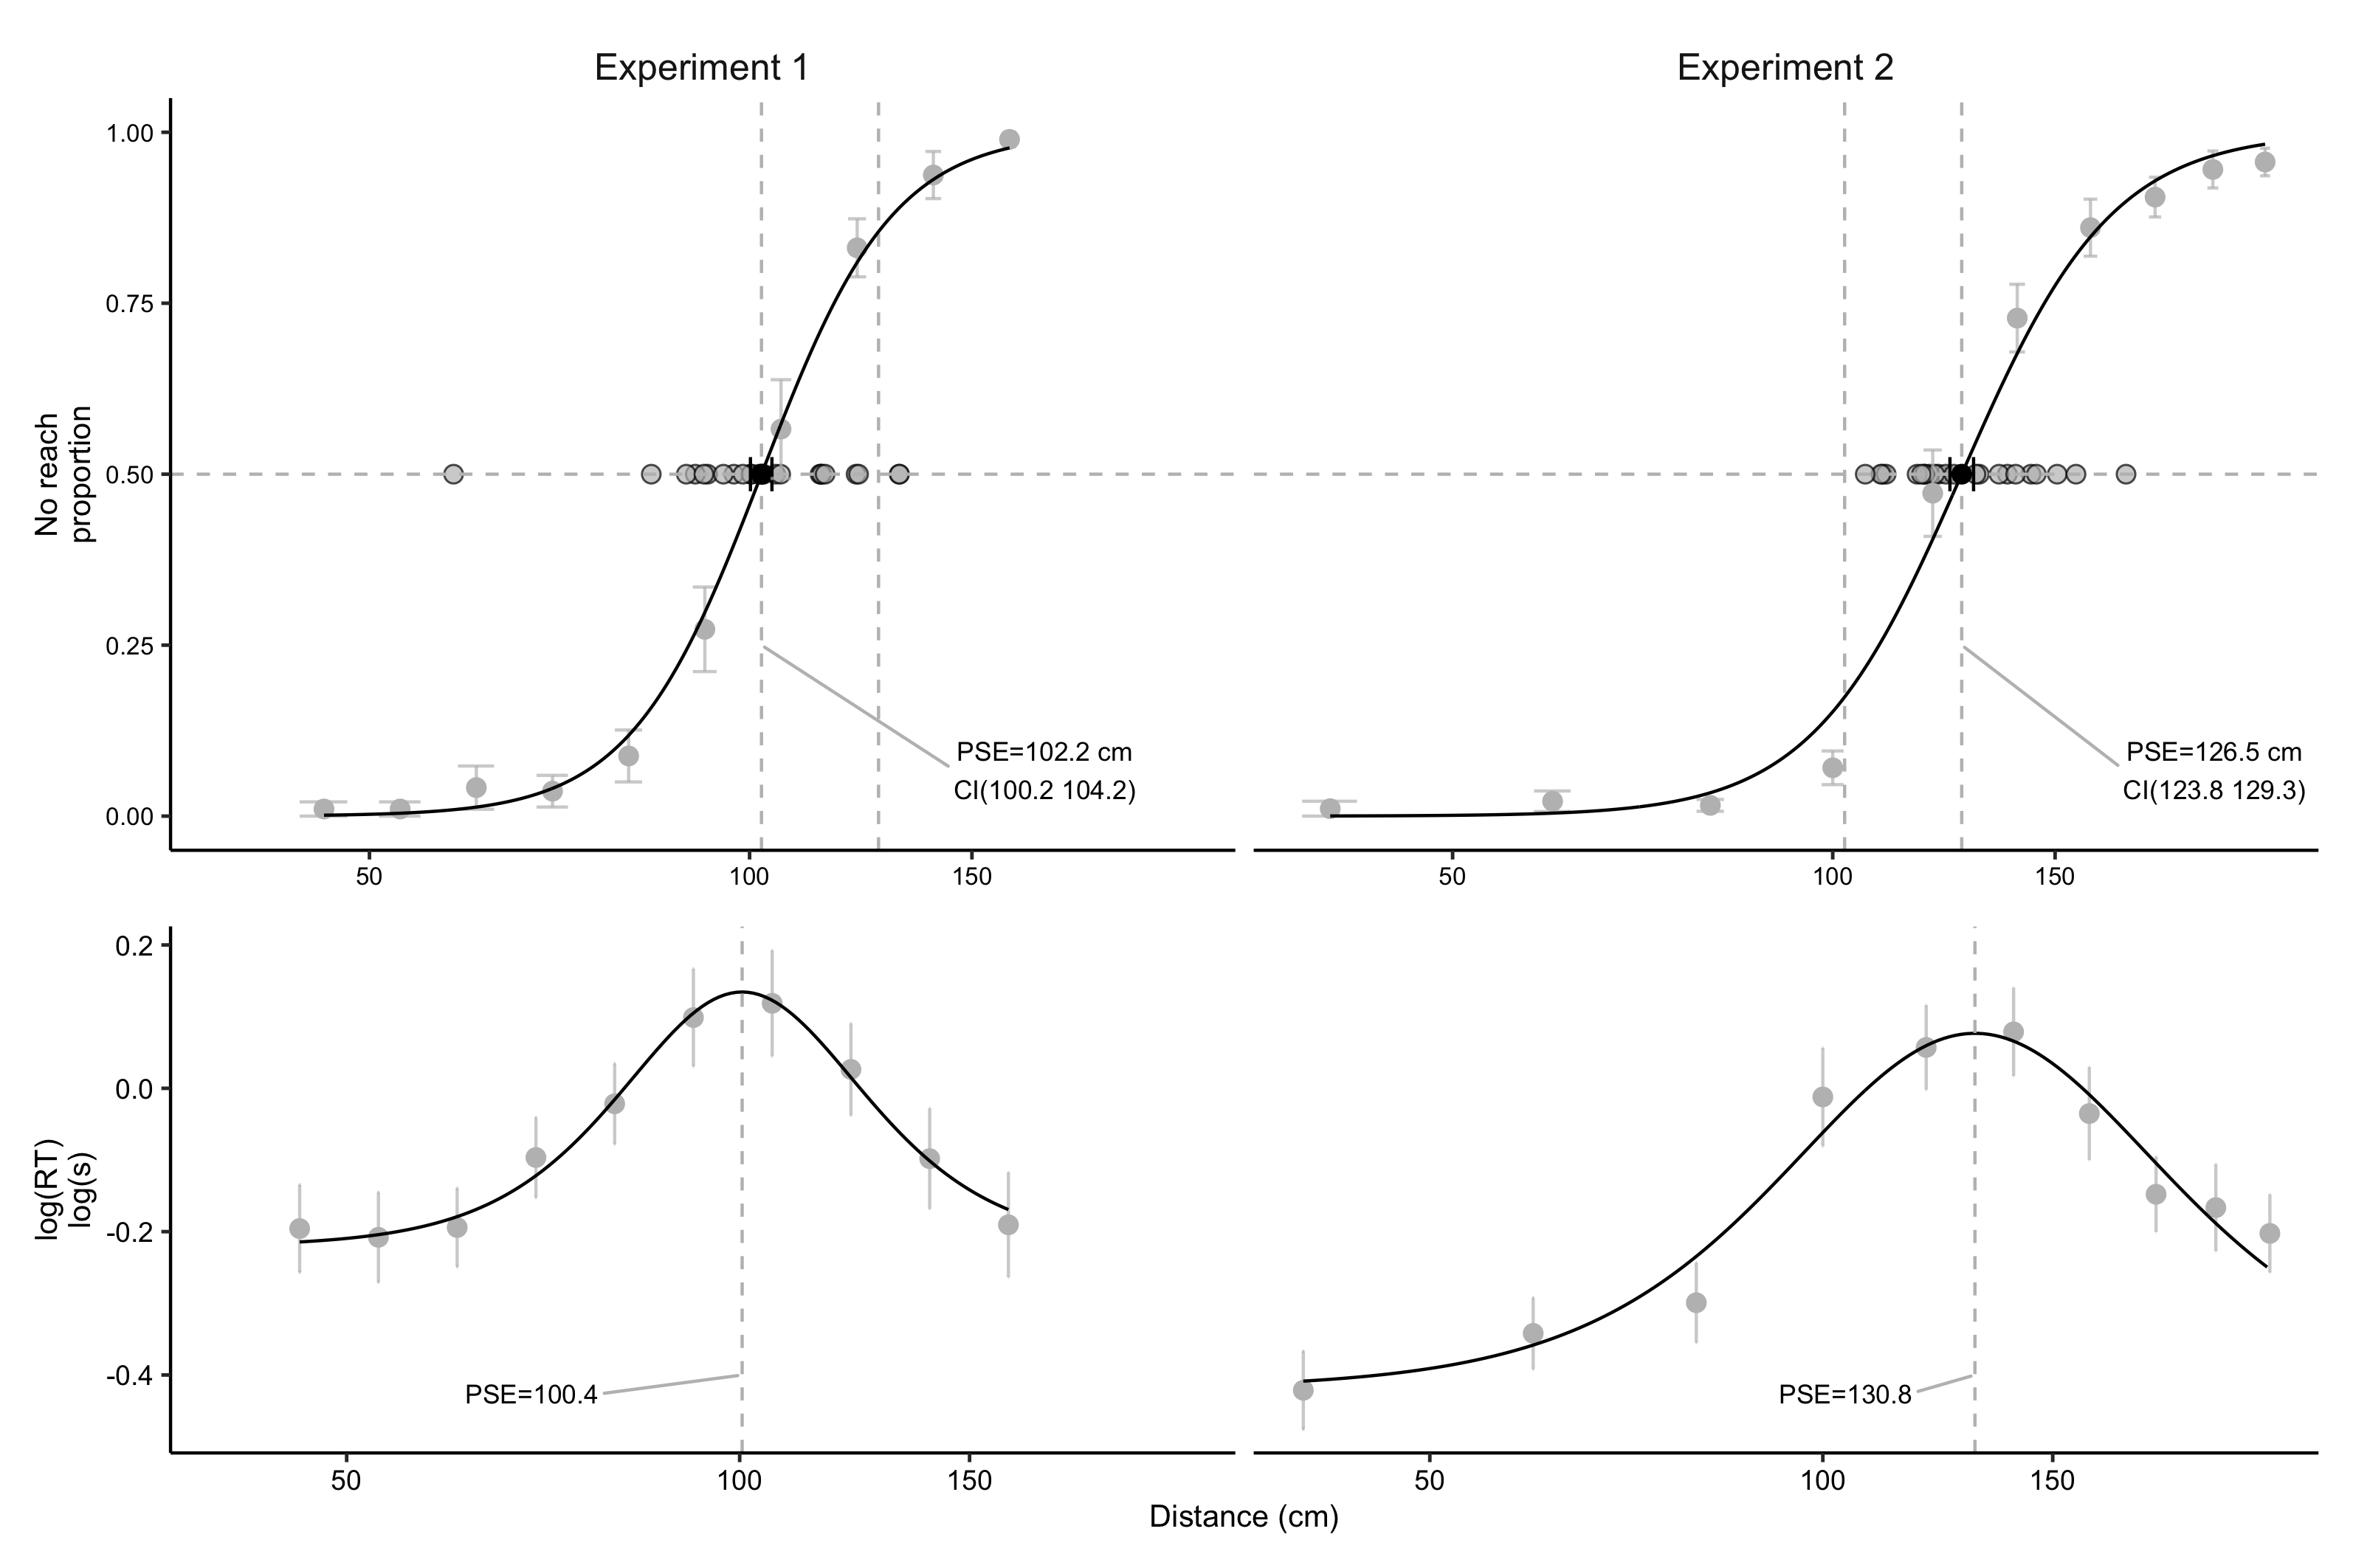 Experiment 1
Experiment 2
No reach
proportion
1.00
0.75
0.50
0.25
0.00
PSE=102.2 cm
CI(100.2 104.2)
PSE=126.5 cm
CI(123.8 129.3)
50
100
150
50
100
150
log(RT)
log(s)
0.2
0.0
-0.2
-0.4
PSE=100.4
PSE=130.8
50
100
150
50
100
150
Distance (cm)